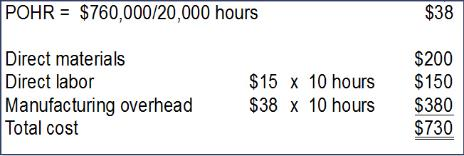 POHR = $760,000/20,000 hours $38
Direct materials $200
Direct labor $15 x 10 hours $150
Manufacturing overhead $38 x 10 hours $380
Total cost $730